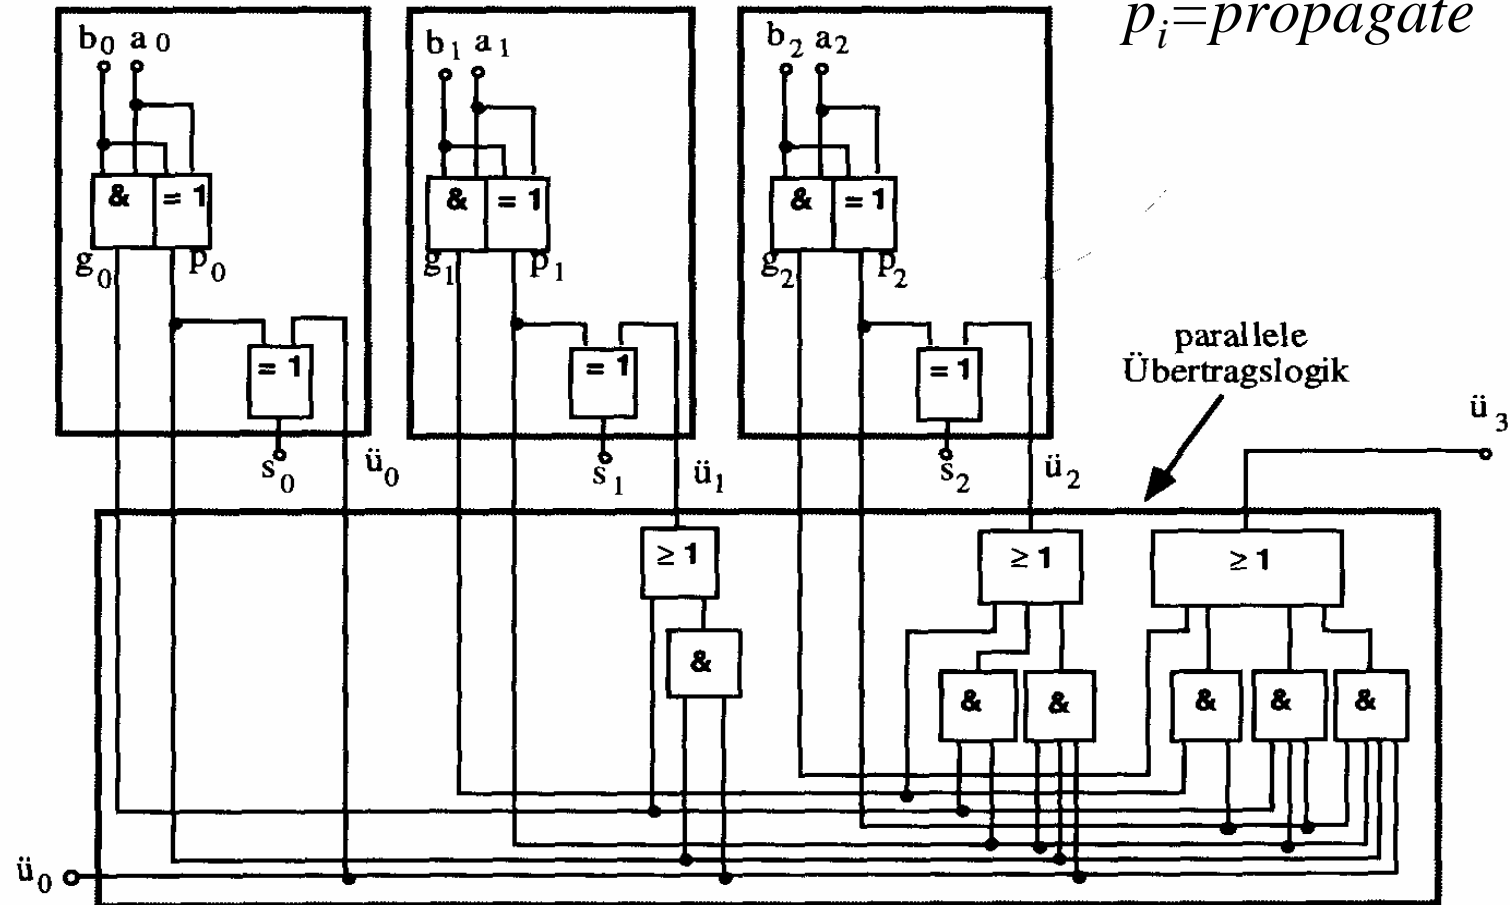 pᵢ=propagate
b₀ a₀
b₁ a₁
b₂ a₂
& =1
& =1
& =1
g₀ p₀
g₁ p₁
g₂ p₂
=1
=1
=1
s₀ ü₀
s₁ ü₁
s₂ ü₂
parallele
Übertragslogik
ü₃
≥1
≥1
≥1
&
& &
& & &
ü₀